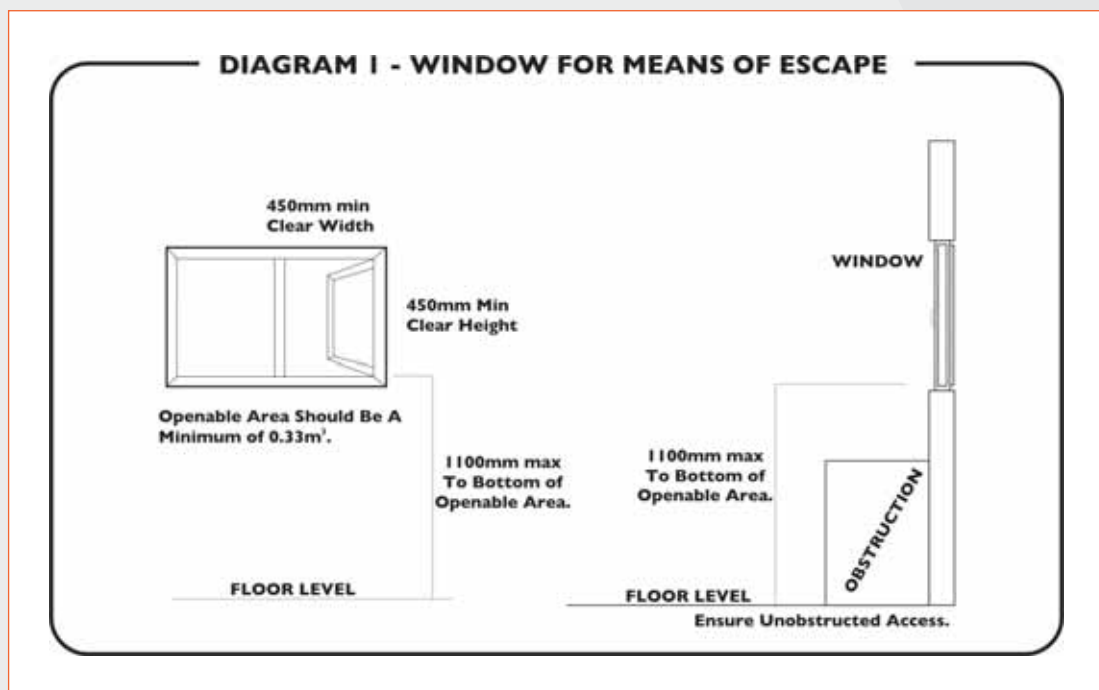 DIAGRAM 1 - WINDOW FOR MEANS OF ESCAPE
450mm min
Clear Width
450mm Min
Clear Height
Openable Area Should Be A
Minimum of 0.33m².
1100mm max
To Bottom of
Openable Area.
FLOOR LEVEL
WINDOW
1100mm max
To Bottom of
Openable Area.
OBSTRUCTION
FLOOR LEVEL
Ensure Unobstructed Access.